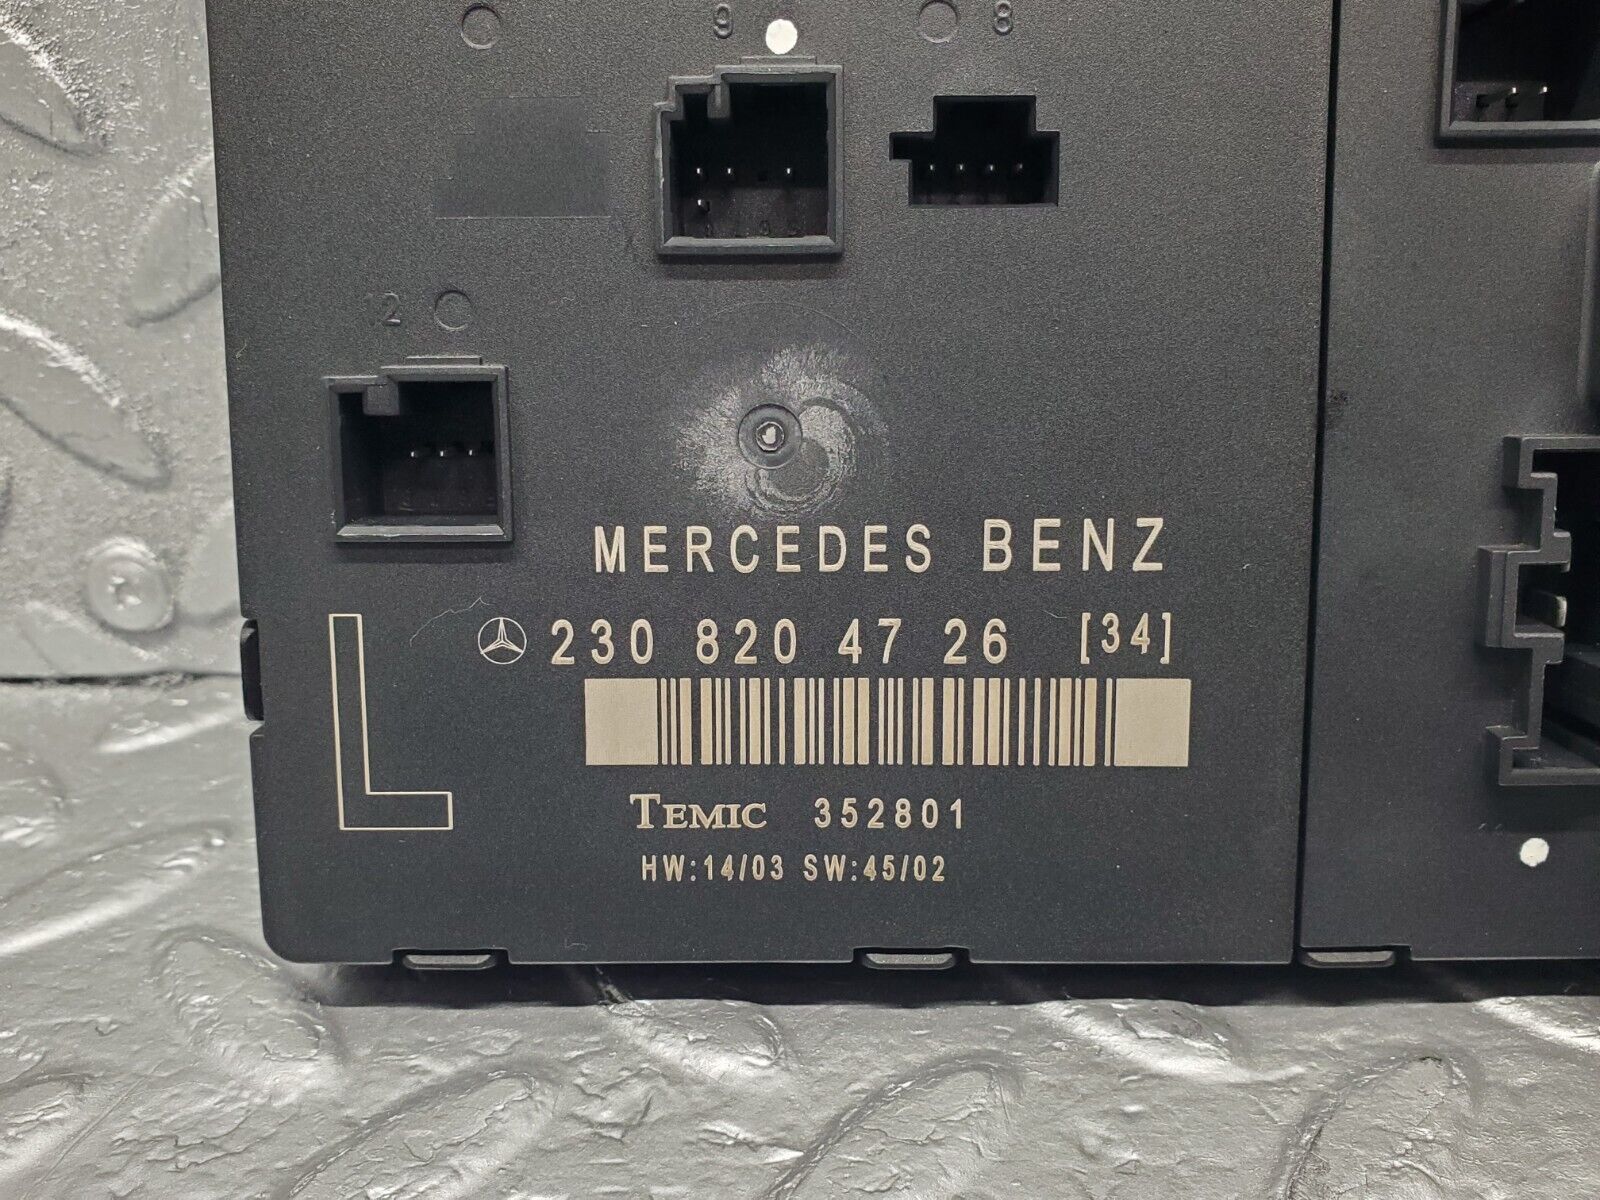 9 8
12
MERCEDES BENZ
230 820 47 26 [34]
L
TEMIC 352801
HW:14/03 SW:45/02